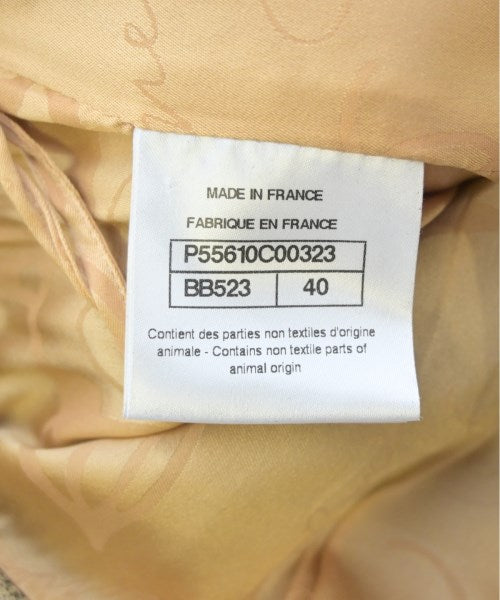 MADE IN FRANCE
FABRIQUE EN FRANCE
P55610C00323
BB523 40
Contient des parties non textiles d'origine
animale - Contains non textile parts of
animal origin